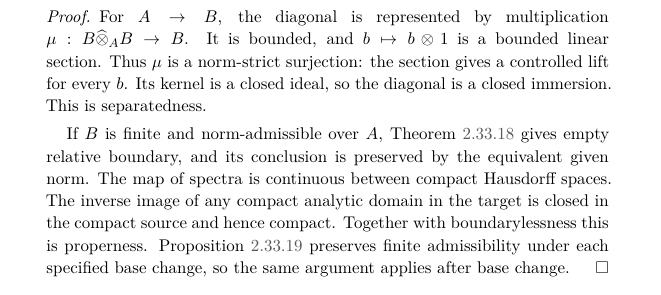 Proof. For A → B, the diagonal is represented by multiplication
μ : B⊗̂_A B → B. It is bounded, and b ↦ b ⊗ 1 is a bounded linear
section. Thus μ is a norm-strict surjection: the section gives a controlled lift
for every b. Its kernel is a closed ideal, so the diagonal is a closed immersion.
This is separatedness.
If B is finite and norm-admissible over A, Theorem 2.33.18 gives empty
relative boundary, and its conclusion is preserved by the equivalent given
norm. The map of spectra is continuous between compact Hausdorff spaces.
The inverse image of any compact analytic domain in the target is closed in
the compact source and hence compact. Together with boundarylessness this
is properness. Proposition 2.33.19 preserves finite admissibility under each
specified base change, so the same argument applies after base change. □